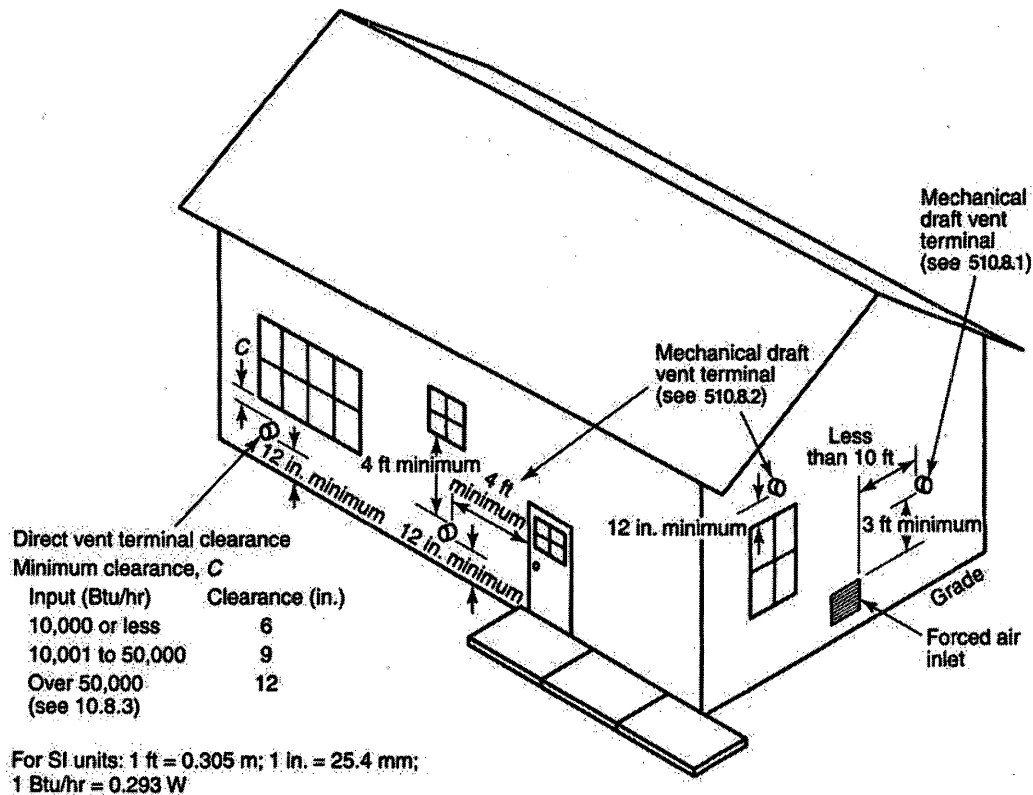 Mechanical
draft vent
terminal
(see 510.8.1)
Mechanical draft
vent terminal
(see 510.8.2)
Less
than 10 ft
C
12 in. minimum
4 ft minimum
4 ft
minimum
12 in. minimum
12 in. minimum
3 ft minimum
Grade
Forced air
inlet
Direct vent terminal clearance
Minimum clearance, C
Input (Btu/hr) Clearance (in.)
10,000 or less 6
10,001 to 50,000 9
Over 50,000 12
(see 10.8.3)
For SI units: 1 ft = 0.305 m; 1 in. = 25.4 mm;
1 Btu/hr = 0.293 W